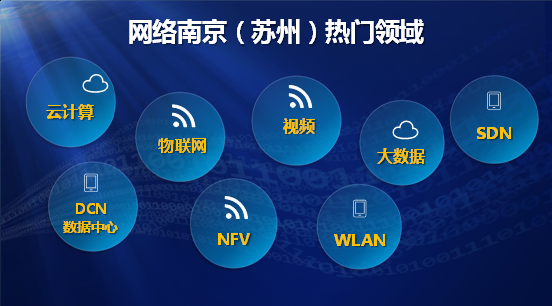 网络南京（苏州）热门领域
云计算
物联网
视频
大数据
SDN
DCN
数据中心
NFV
WLAN